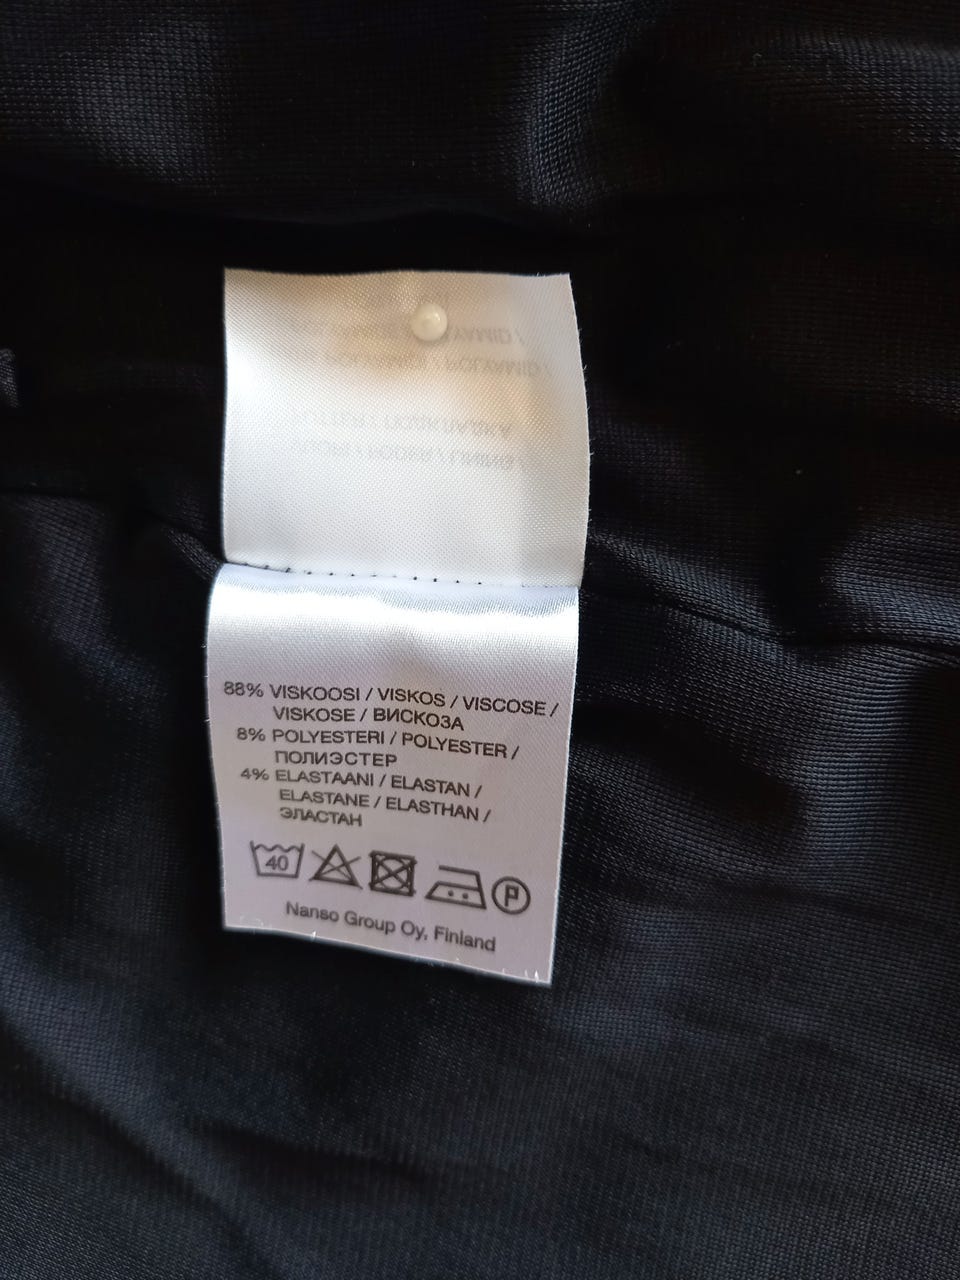 88% VISKOOSI / VISKOS / VISCOSE /
VISKOSE / ВИСКОЗА
8% POLYESTERI / POLYESTER /
ПОЛИЭСТЕР
4% ELASTAANI / ELASTAN /
ELASTANE / ELASTHAN /
ЭЛАСТАН
40 P
Nanso Group Oy, Finland